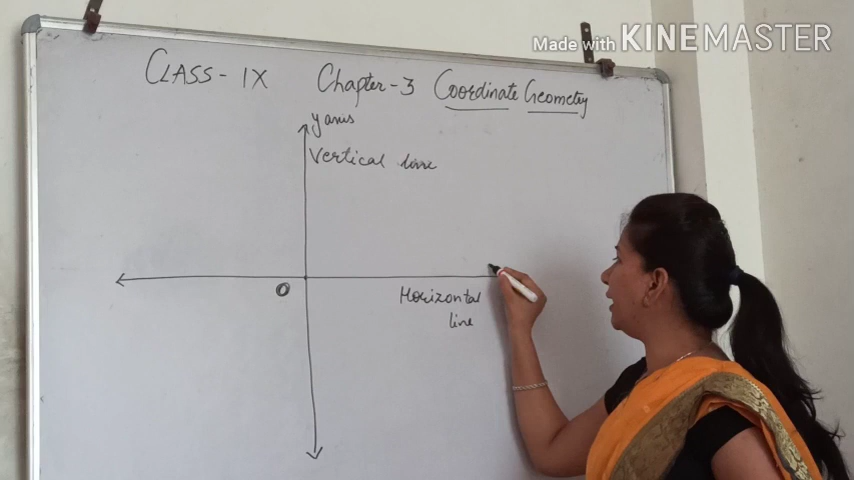 Made with KINEMASTER
CLASS - IX Chapter - 3 Coordinate Geometry
y axis
Vertical line
O
Horizontal
line